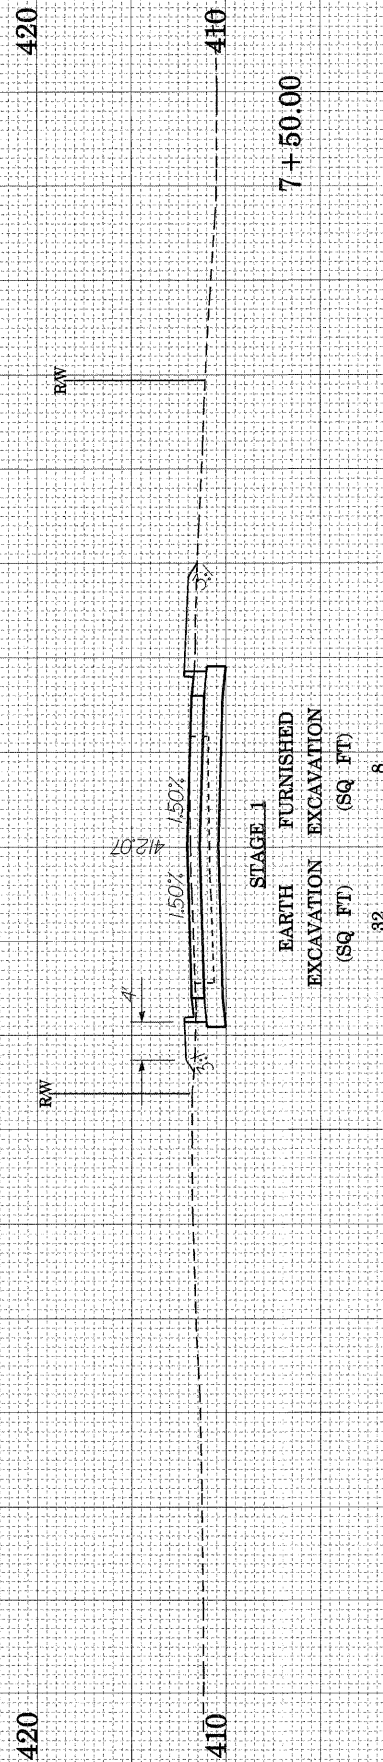 420
420
R/W
R/W
4'
412.07
1.50%
1.50%
3:1
3:1
410
410
7+50.00
STAGE 1
EARTH FURNISHED
EXCAVATION EXCAVATION
(SQ FT) (SQ FT)
32 8